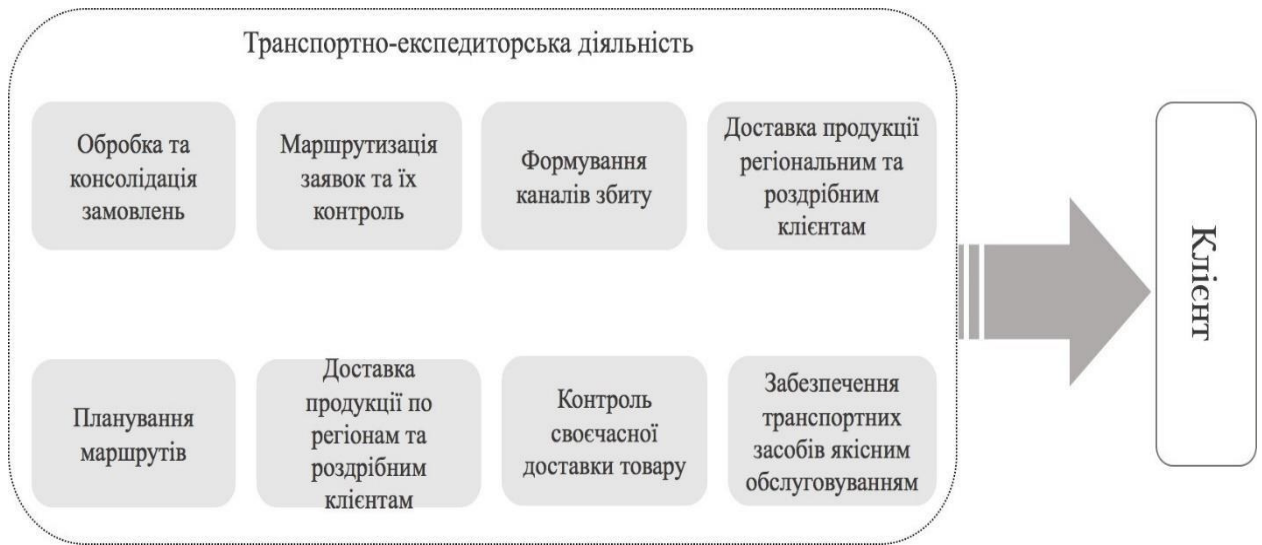 Транспортно-експедиторська діяльність
Обробка та
консолідація
замовлень
Маршрутизація
заявок та їх
контроль
Формування
каналів збиту
Доставка продукції
регіональним та
роздрібним
клієнтам
Планування
маршрутів
Доставка
продукції по
регіонам та
роздрібним
клієнтам
Контроль
своєчасної
доставки товару
Забезпечення
транспортних
засобів якісним
обслуговуванням
Клієнт